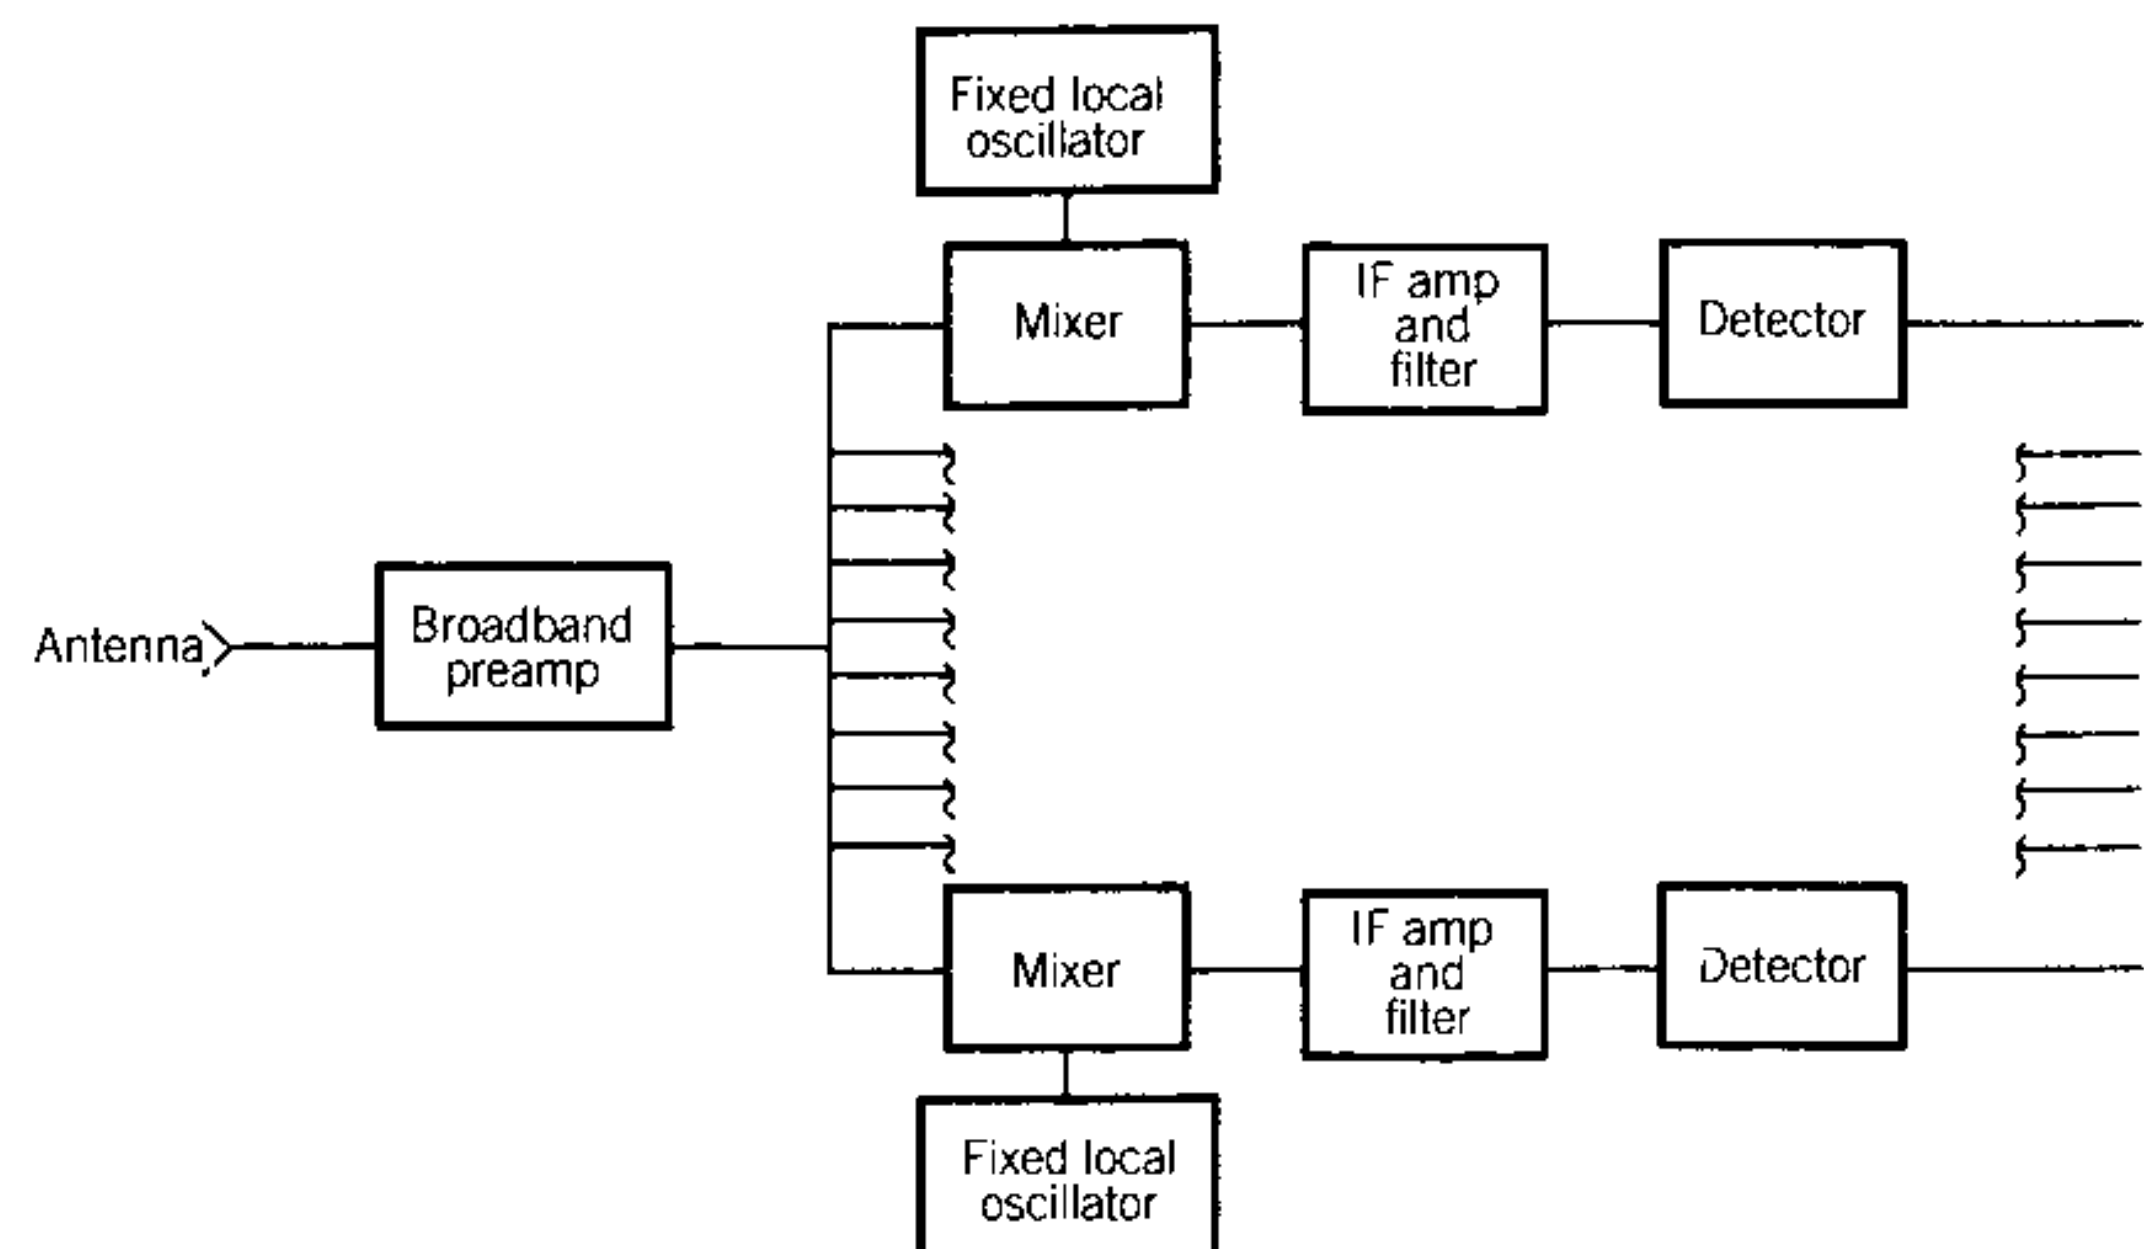 Fixed local
oscillator
Mixer
IF amp
and
filter
Detector
Antenna
Broadband
preamp
Mixer
IF amp
and
filter
Detector
Fixed local
oscillator